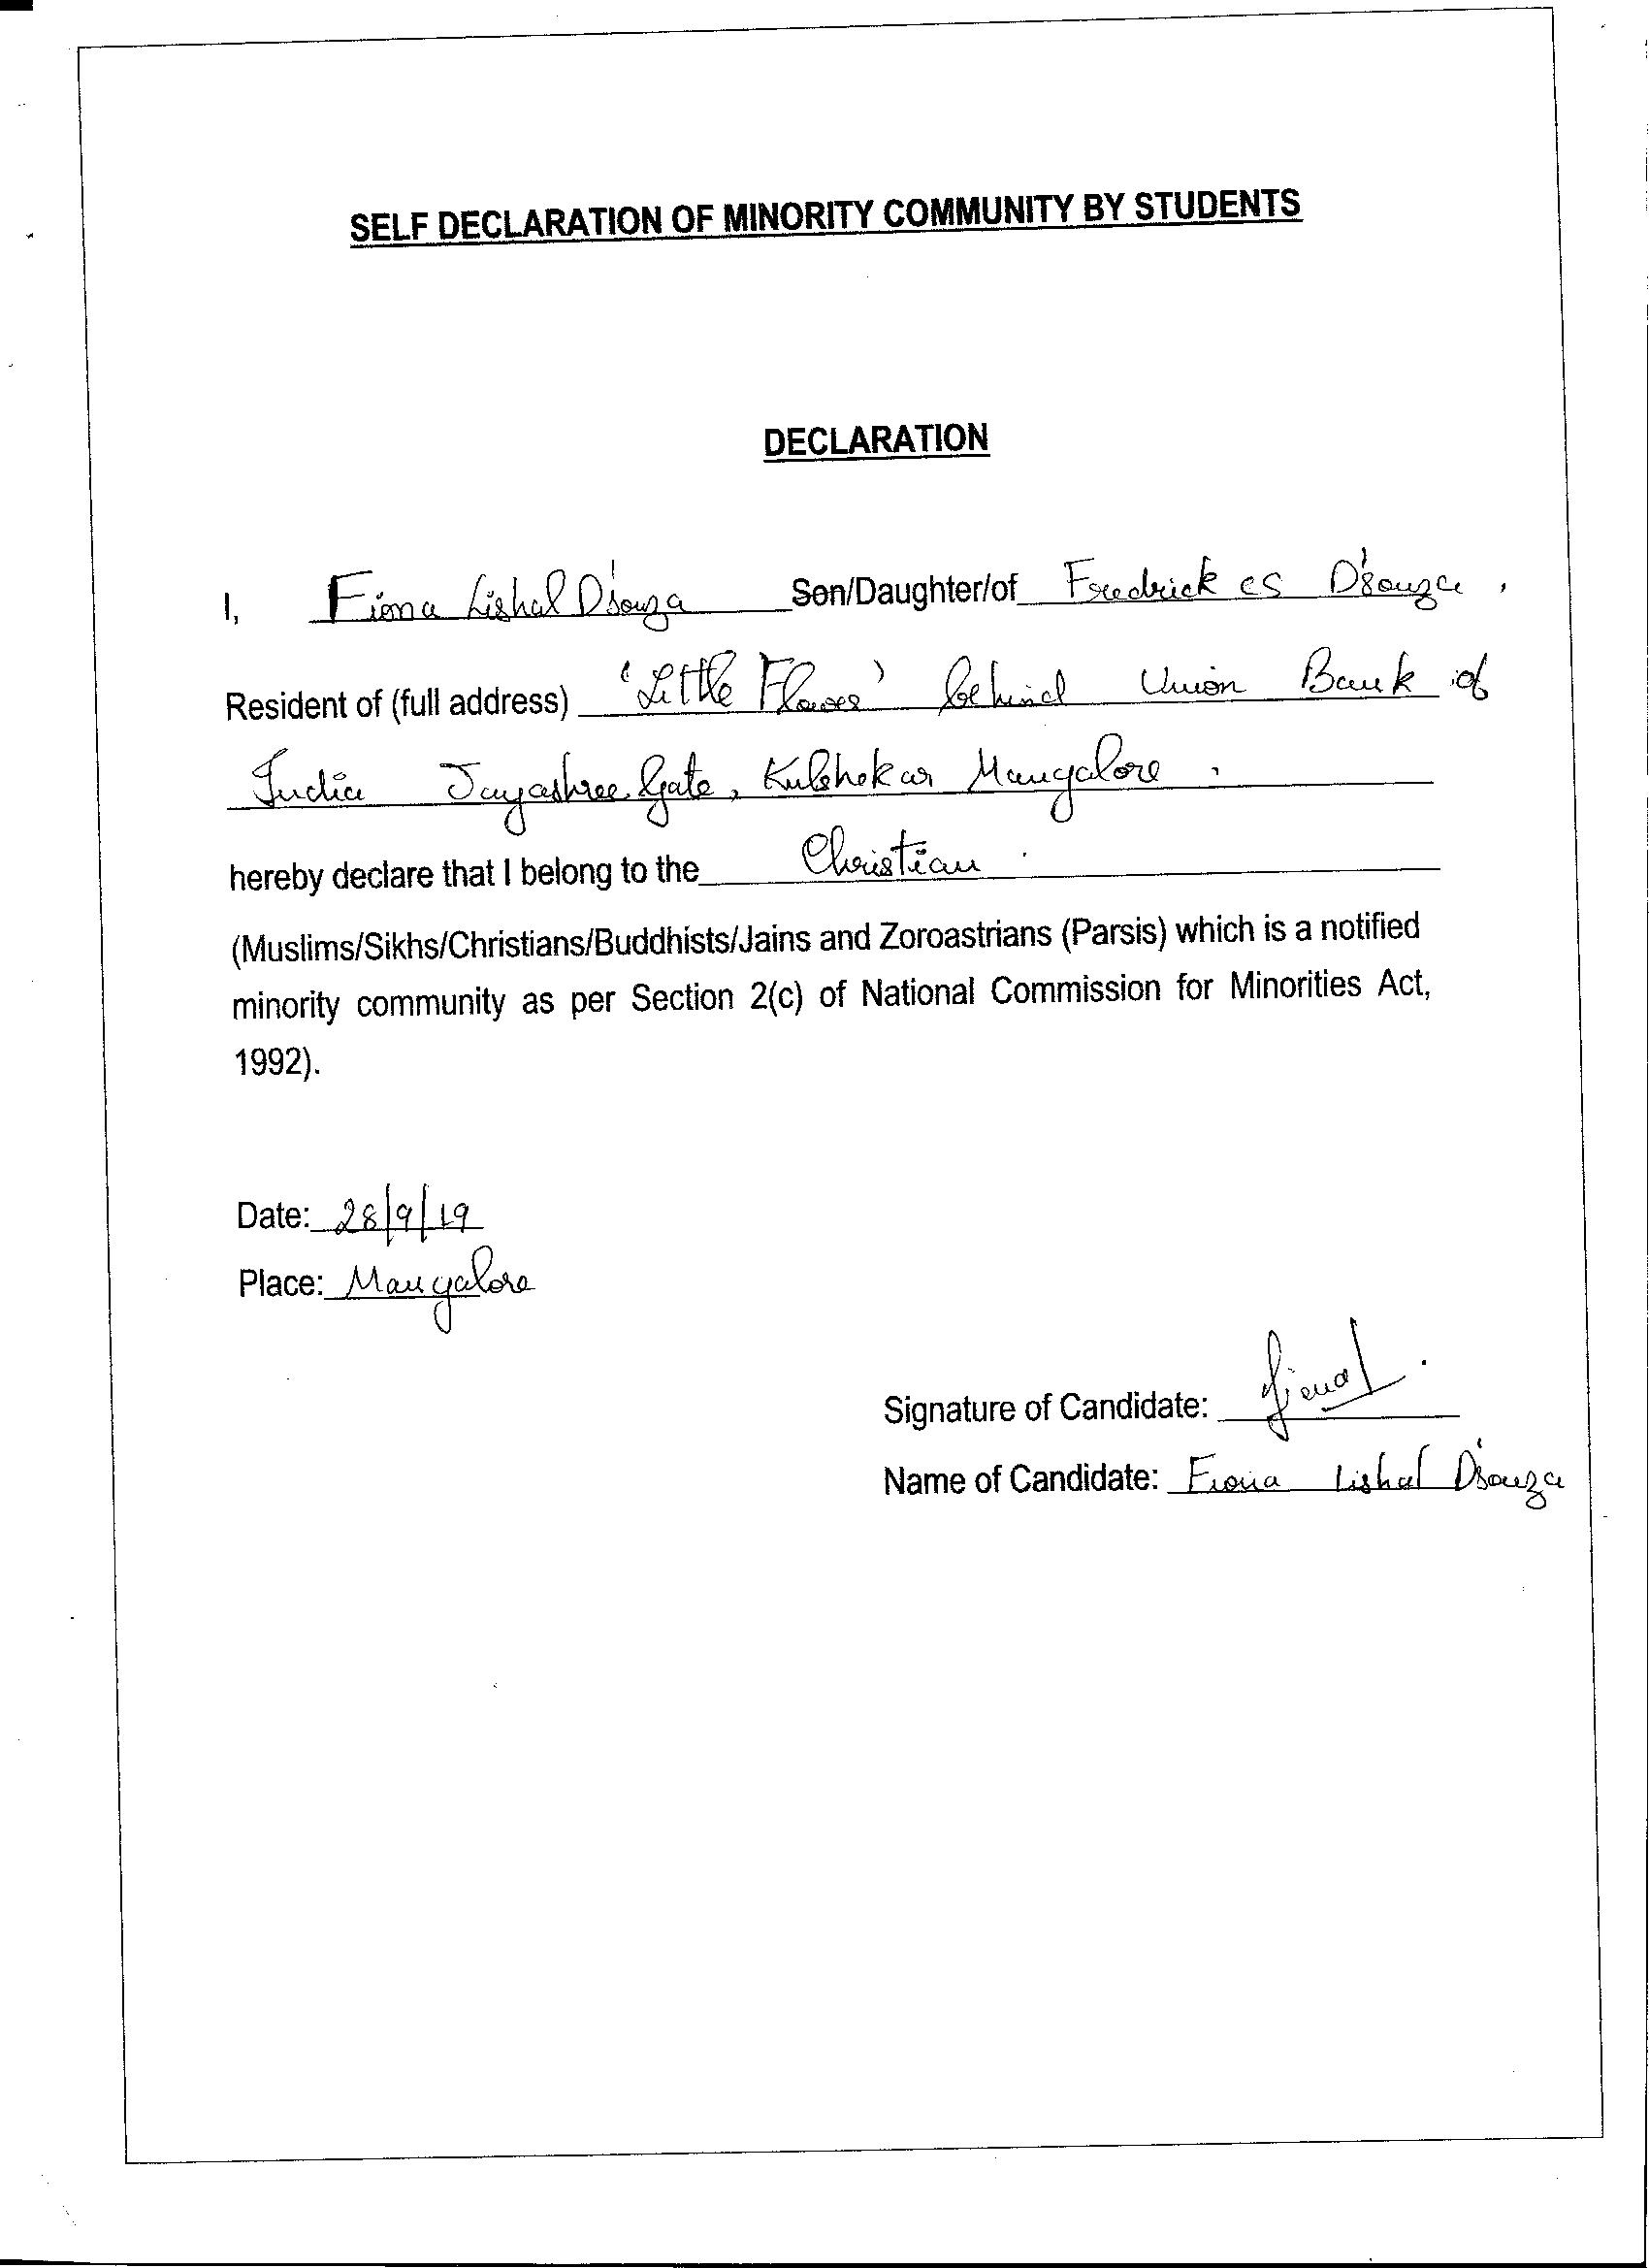 SELF DECLARATION OF MINORITY COMMUNITY BY STUDENTS
DECLARATION
I, Fiona Lishal D'souza Son/Daughter/of Fredrick cs D'souza,
Resident of (full address) 'Little Flower' behind Union Bank of
India Jayashree Gate, Kulshekar Mangalore.
hereby declare that I belong to the Christian.
(Muslims/Sikhs/Christians/Buddhists/Jains and Zoroastrians (Parsis) which is a notified
minority community as per Section 2(c) of National Commission for Minorities Act,
1992).
Date: 28/9/19
Place: Mangalore
Signature of Candidate:
Name of Candidate: Fiona Lishal D'souza